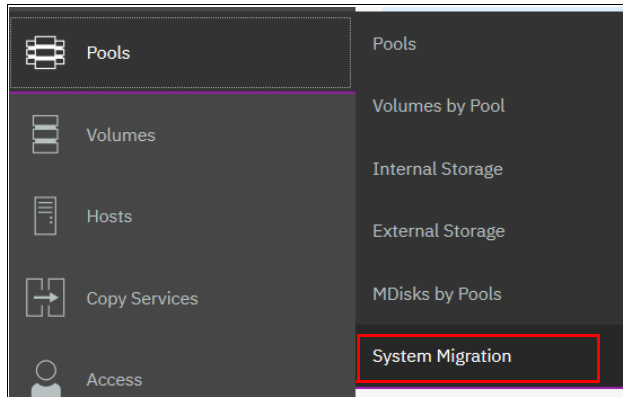 Pools
Volumes
Hosts
Copy Services
Access
Pools
Volumes by Pool
Internal Storage
External Storage
MDisks by Pools
System Migration